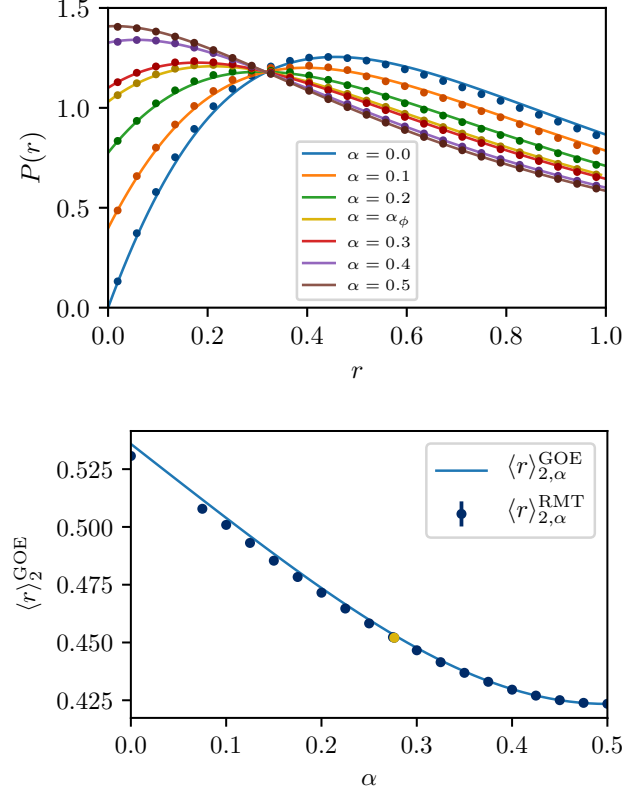 1.5
1.0
0.5
0.0
P(r)
α = 0.0
α = 0.1
α = 0.2
α = α_ϕ
α = 0.3
α = 0.4
α = 0.5
0.0 0.2 0.4 0.6 0.8 1.0
r
0.525
0.500
0.475
0.450
0.425
⟨r⟩₂^GOE
⟨r⟩_{2,α}^GOE
⟨r⟩_{2,α}^RMT
0.0 0.1 0.2 0.3 0.4 0.5
α